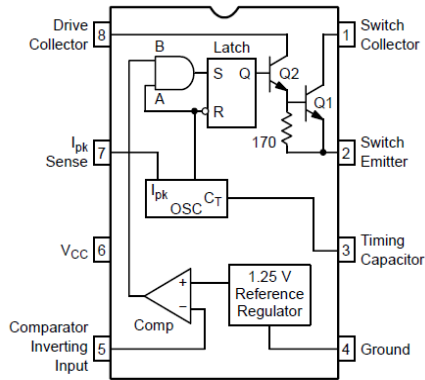 Drive
Collector
8
B
A
Latch
S
Q
R
Q2
Q1
170
1
Switch
Collector
Ipk
Sense
7
Ipk
OSC
CT
2
Switch
Emitter
VCC
6
3
Timing
Capacitor
+
−
Comp
1.25 V
Reference
Regulator
Comparator
Inverting
Input
5
4
Ground